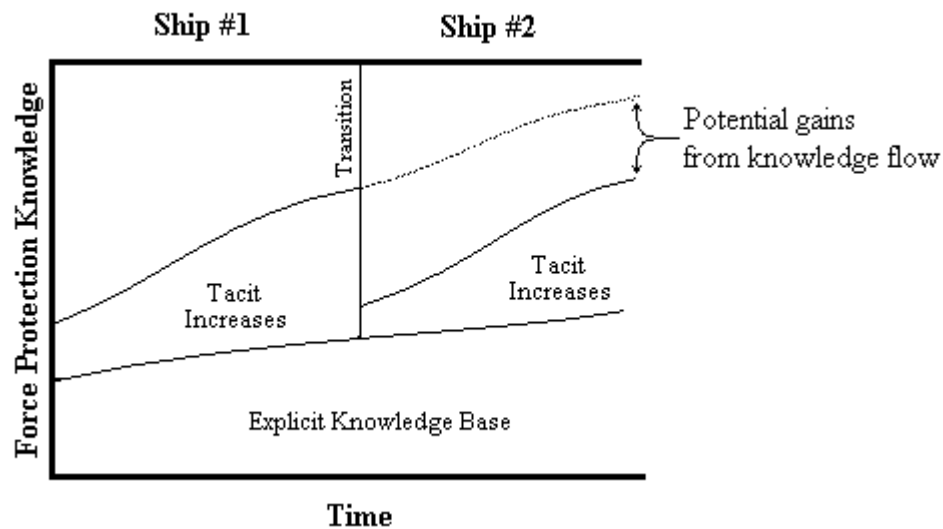 Ship #1
Ship #2
Force Protection Knowledge
Transition
Potential gains
from knowledge flow
Tacit
Increases
Tacit
Increases
Explicit Knowledge Base
Time